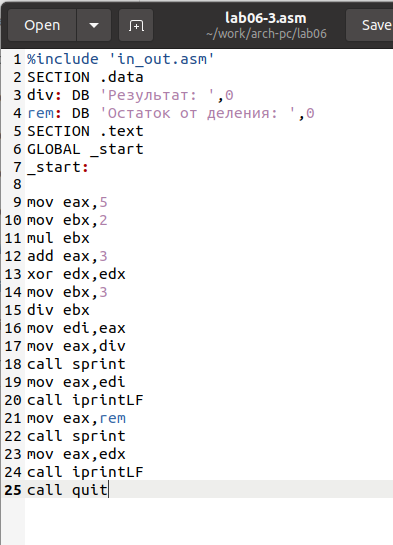 Open
lab06-3.asm
~/work/arch-pc/lab06
Save
1 %include 'in_out.asm'
2 SECTION .data
3 div: DB 'Результат: ',0
4 rem: DB 'Остаток от деления: ',0
5 SECTION .text
6 GLOBAL _start
7 _start:
8
9 mov eax,5
10 mov ebx,2
11 mul ebx
12 add eax,3
13 xor edx,edx
14 mov ebx,3
15 div ebx
16 mov edi,eax
17 mov eax,div
18 call sprint
19 mov eax,edi
20 call iprintLF
21 mov eax,rem
22 call sprint
23 mov eax,edx
24 call iprintLF
25 call quit